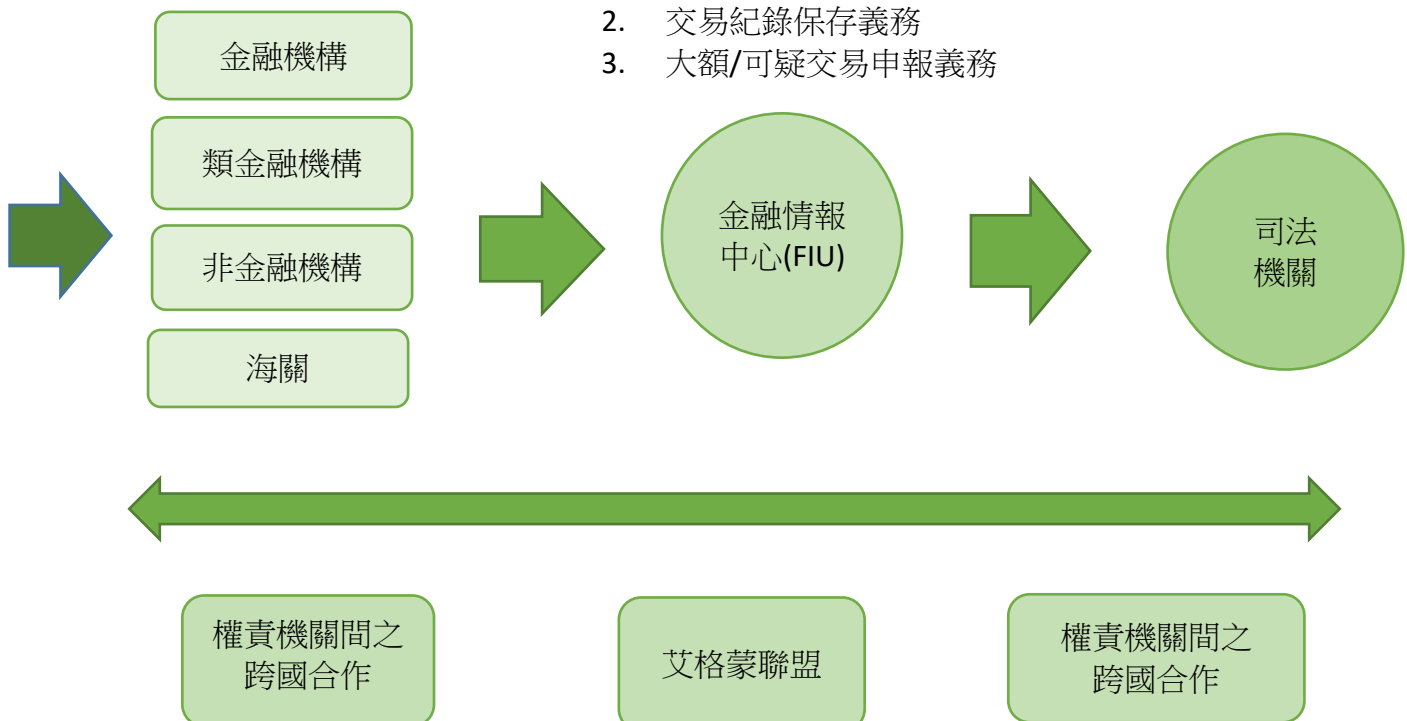 2. 交易紀錄保存義務
3. 大額/可疑交易申報義務
金融機構
類金融機構
非金融機構
海關
金融情報
中心(FIU)
司法
機關
權責機關間之
跨國合作
艾格蒙聯盟
權責機關間之
跨國合作